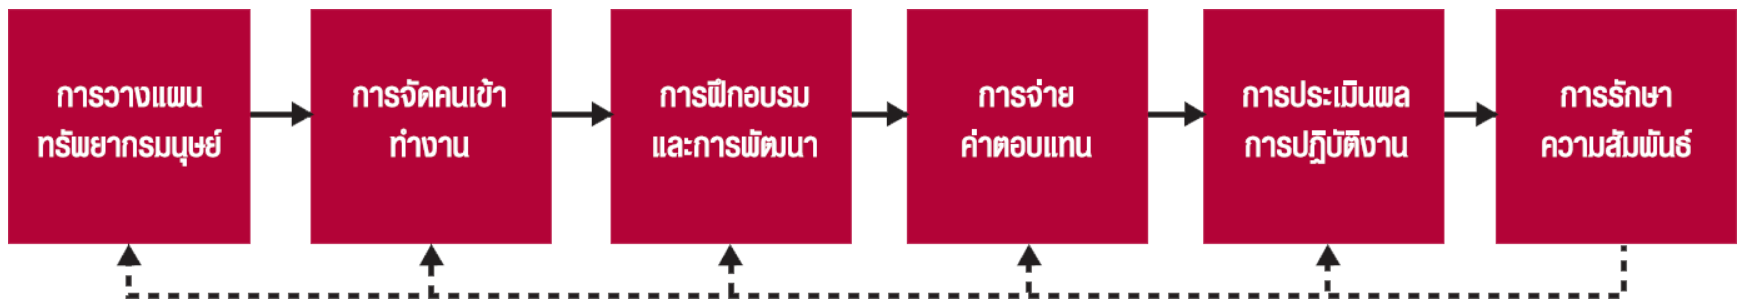 การวางแผน
ทรัพยากรมนุษย์
การจัดคนเข้า
ทำงาน
การฝึกอบรม
และการพัฒนา
การจ่าย
ค่าตอบแทน
การประเมินผล
การปฏิบัติงาน
การรักษา
ความสัมพันธ์